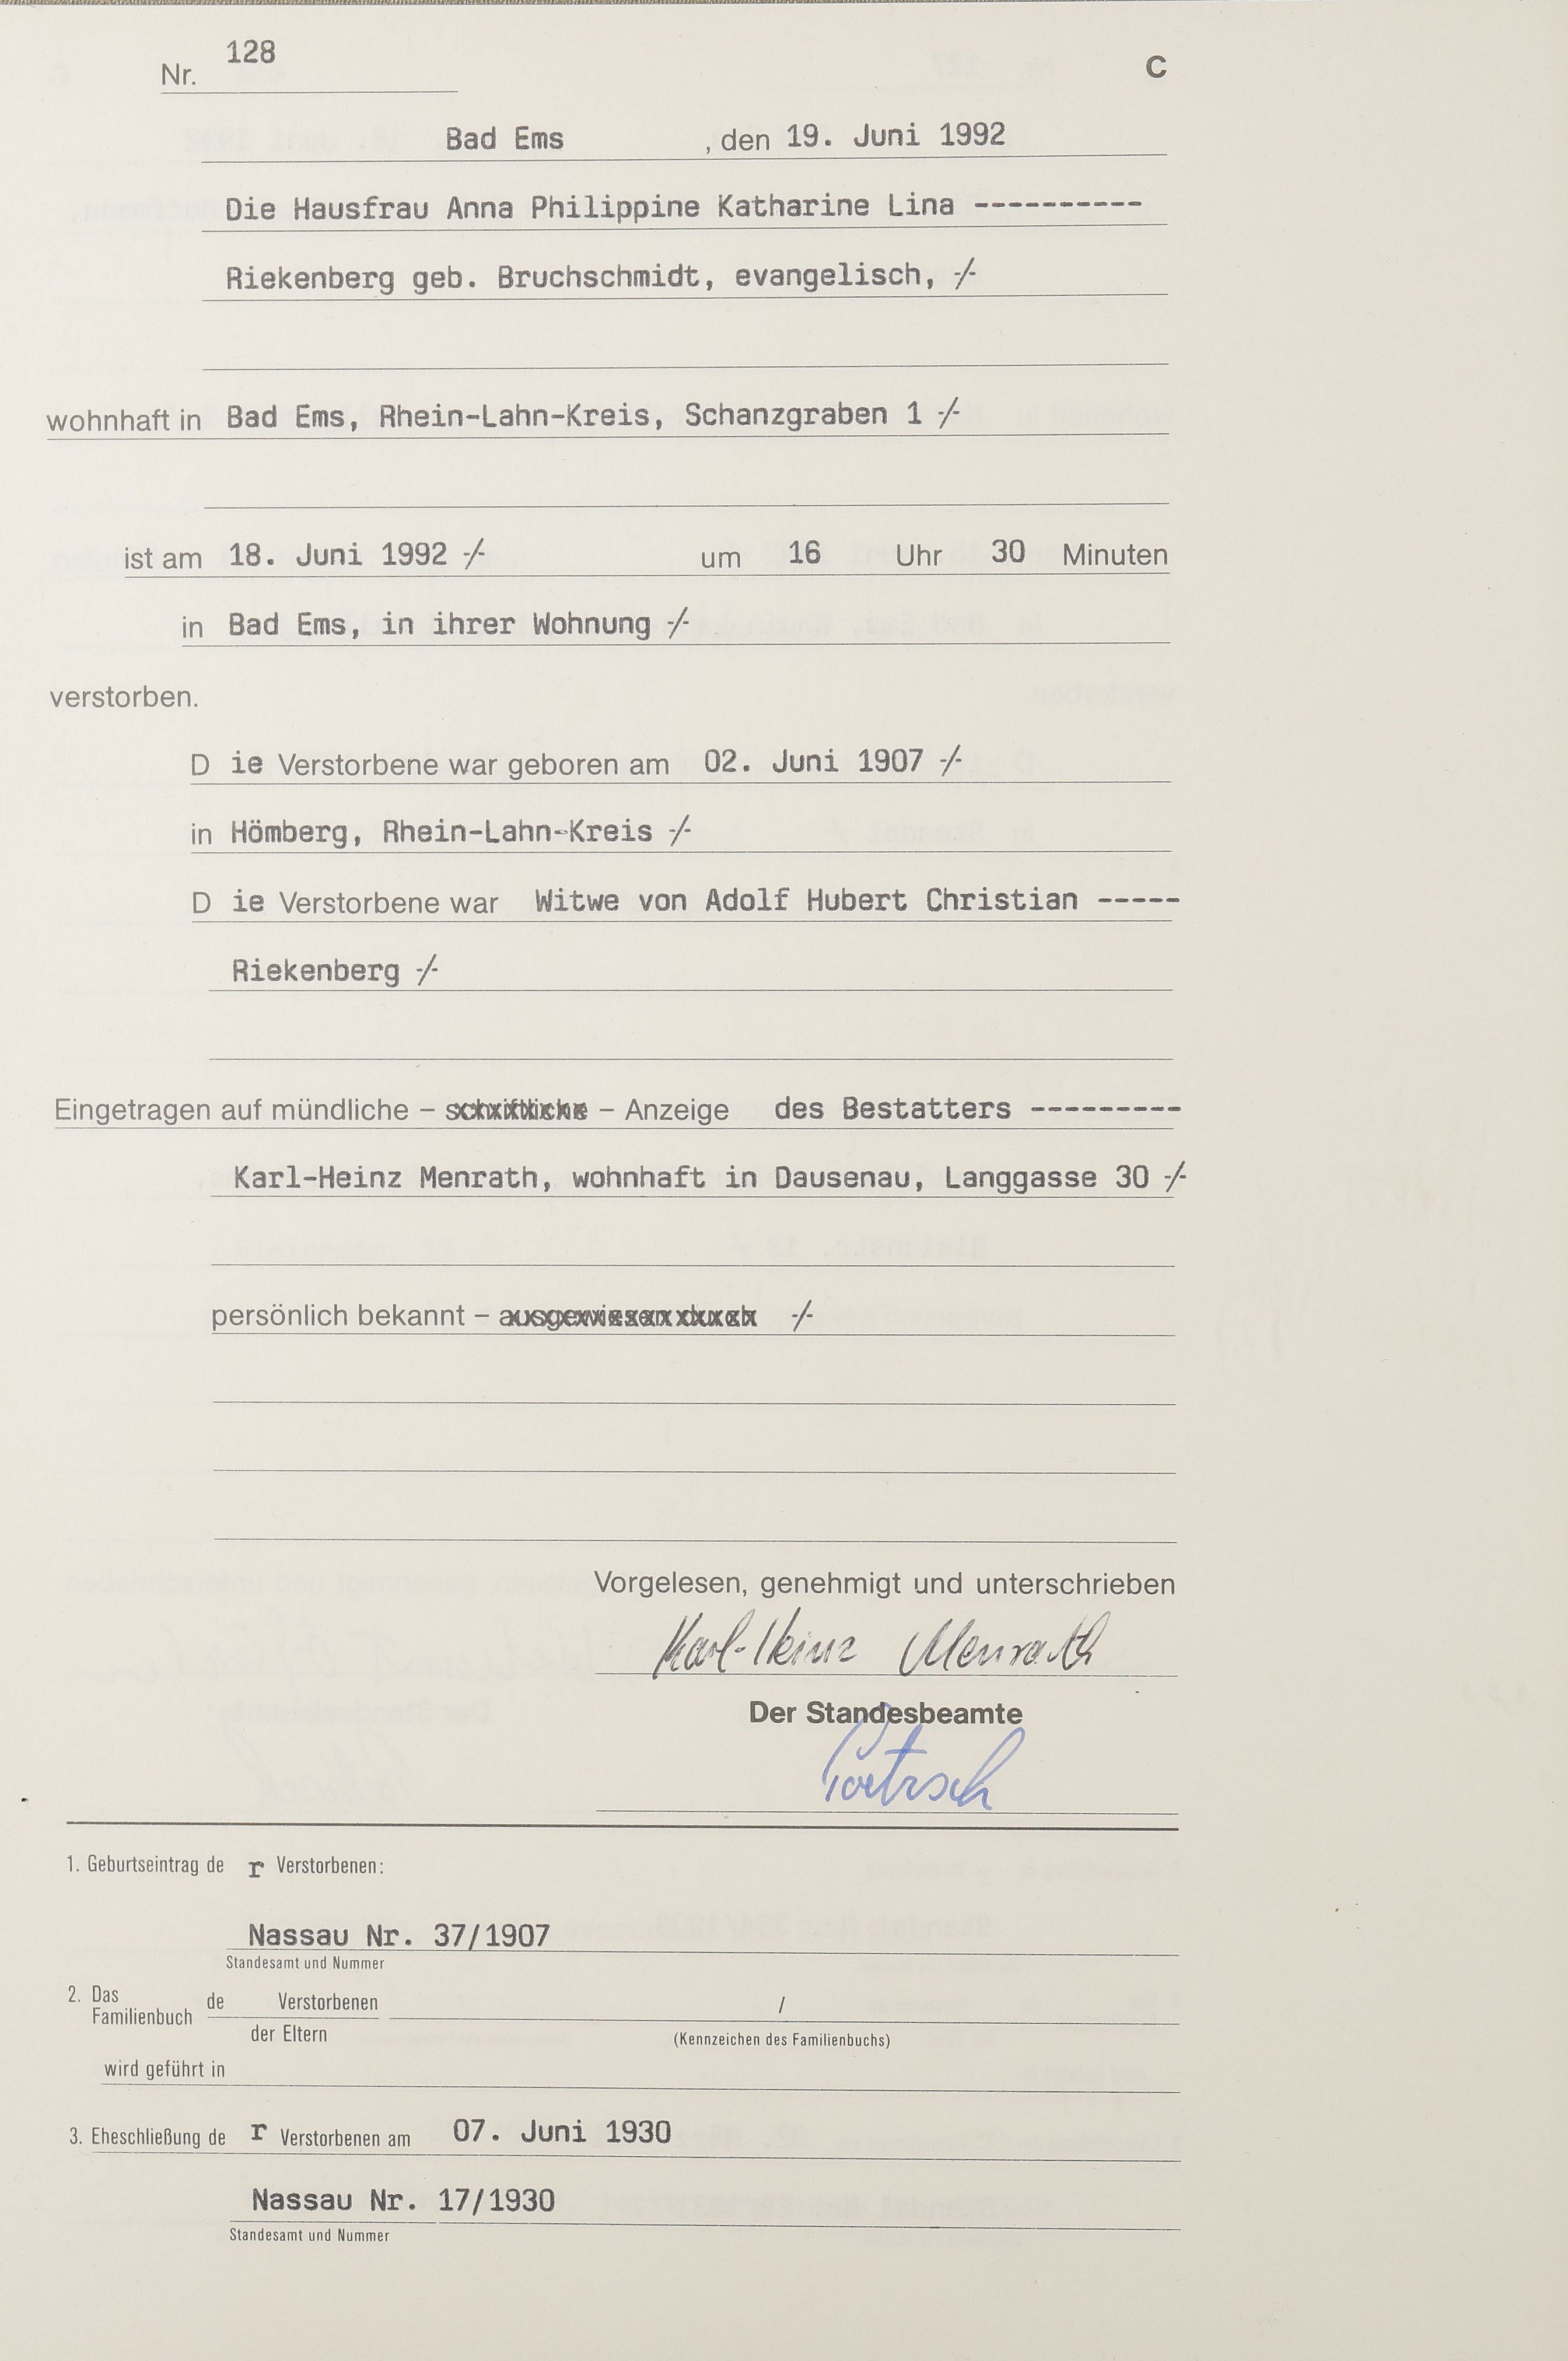 Nr. 128
C
Bad Ems , den 19. Juni 1992
Die Hausfrau Anna Philippine Katharine Lina ----------
Riekenberg geb. Bruchschmidt, evangelisch, -/-
wohnhaft in Bad Ems, Rhein-Lahn-Kreis, Schanzgraben 1 -/-
ist am 18. Juni 1992 -/- um 16 Uhr 30 Minuten
in Bad Ems, in ihrer Wohnung -/-
verstorben.
D ie Verstorbene war geboren am 02. Juni 1907 -/-
in Hömberg, Rhein-Lahn-Kreis -/-
D ie Verstorbene war Witwe von Adolf Hubert Christian -----
Riekenberg -/-
Eingetragen auf mündliche – schriftliche – Anzeige des Bestatters ---------
Karl-Heinz Menrath, wohnhaft in Dausenau, Langgasse 30 -/-
persönlich bekannt – ausgewiesen durch -/-
Vorgelesen, genehmigt und unterschrieben
Karl-Heinz Menrath
Der Standesbeamte
1. Geburtseintrag de r Verstorbenen:
Nassau Nr. 37/1907
Standesamt und Nummer
2. Das Familienbuch de Verstorbenen /
der Eltern (Kennzeichen des Familienbuchs)
wird geführt in
3. Eheschließung de r Verstorbenen am 07. Juni 1930
Nassau Nr. 17/1930
Standesamt und Nummer